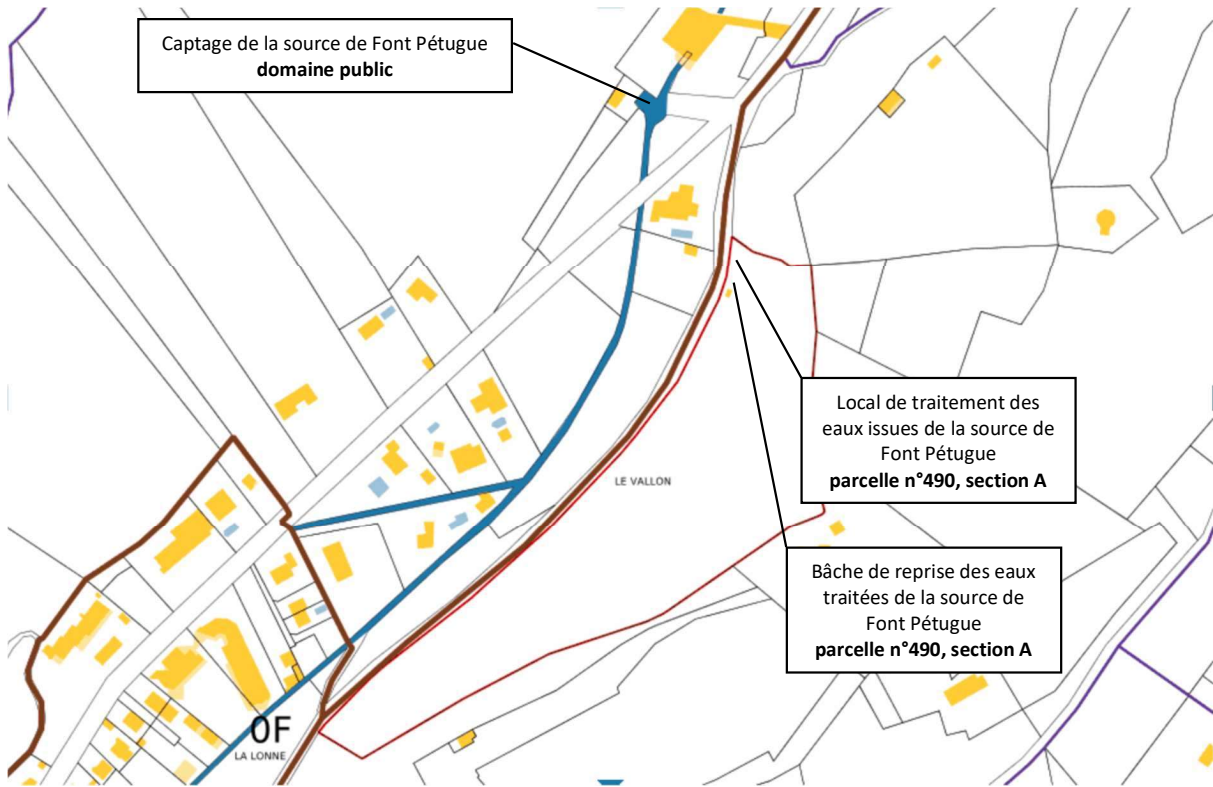 Captage de la source de Font Pétugue
domaine public
Local de traitement des
eaux issues de la source de
Font Pétugue
parcelle n°490, section A
LE VALLON
Bâche de reprise des eaux
traitées de la source de
Font Pétugue
parcelle n°490, section A
0F
LA LONNE